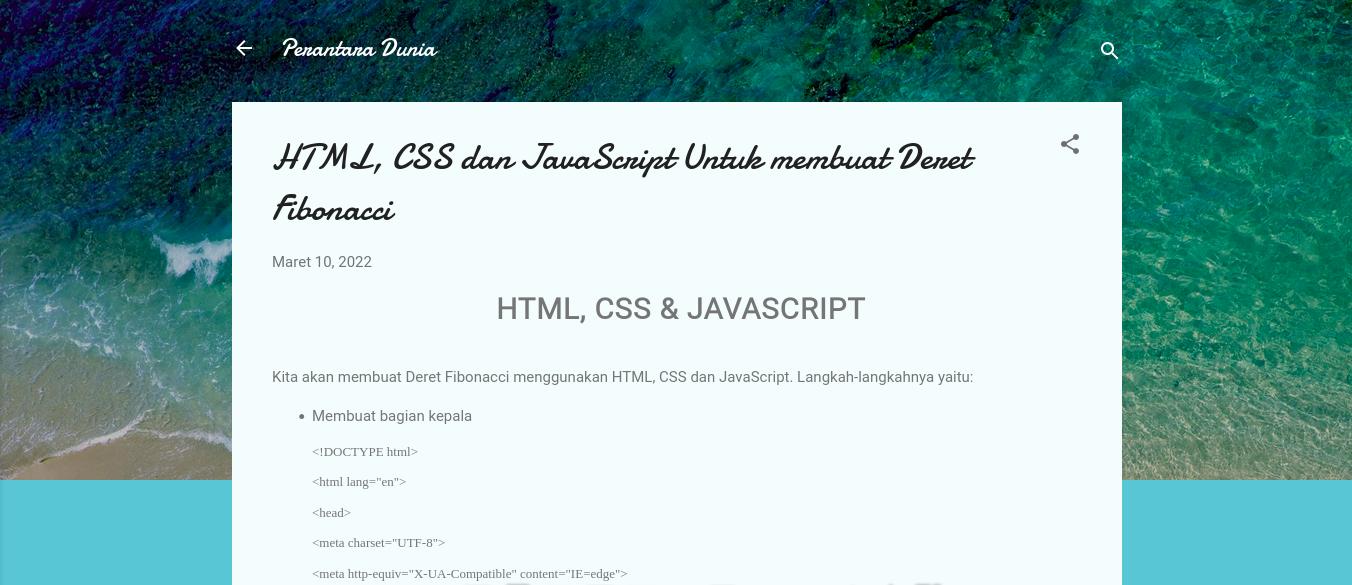 Perantara Dunia
HTML, CSS dan JavaScript Untuk membuat Deret
Fibonacci
Maret 10, 2022
HTML, CSS & JAVASCRIPT
Kita akan membuat Deret Fibonacci menggunakan HTML, CSS dan JavaScript. Langkah-langkahnya yaitu:
• Membuat bagian kepala
<!DOCTYPE html>
<html lang="en">
<head>
<meta charset="UTF-8">
<meta http-equiv="X-UA-Compatible" content="IE=edge">